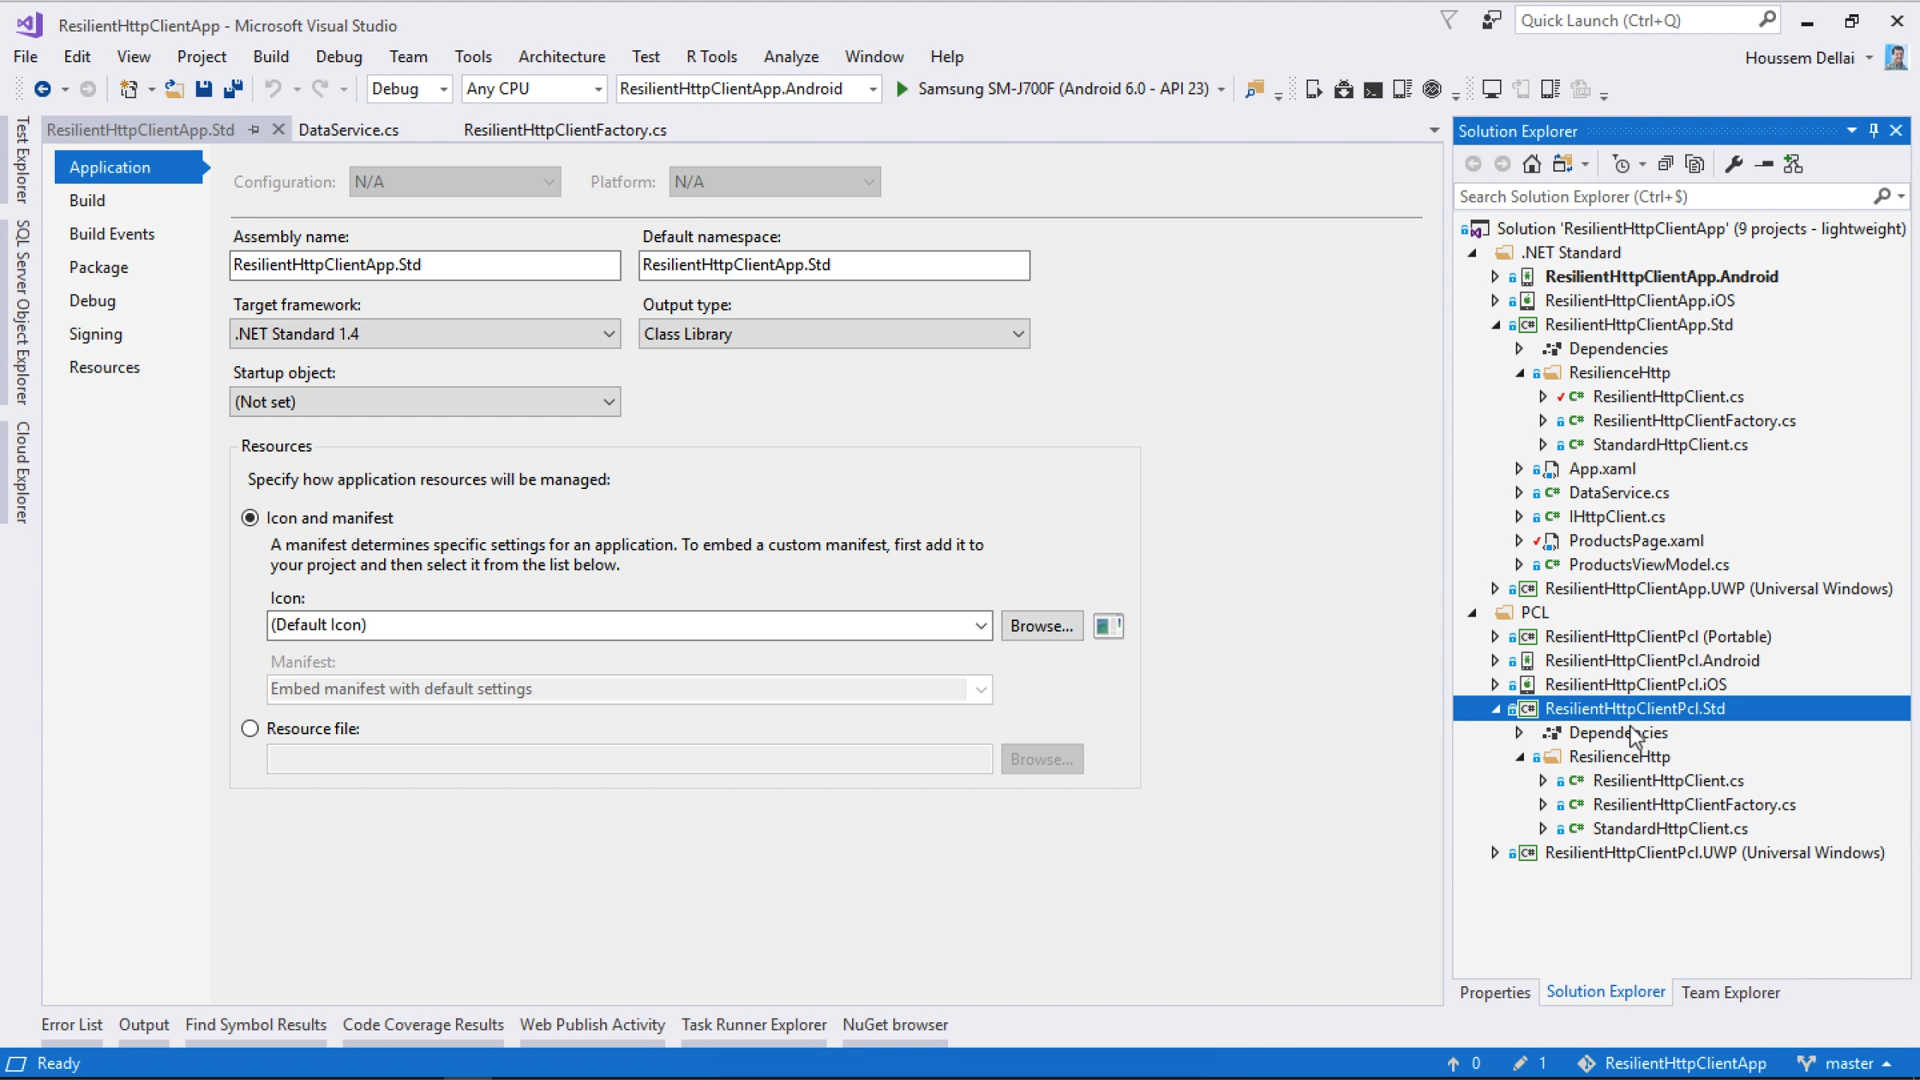 ResilientHttpClientApp - Microsoft Visual Studio
Quick Launch (Ctrl+Q)
File Edit View Project Build Debug Team Tools Architecture Test R Tools Analyze Window Help
Houssem Dellai
Debug Any CPU ResilientHttpClientApp.Android Samsung SM-J700F (Android 6.0 - API 23)
Test Explorer
SQL Server Object Explorer
Cloud Explorer
ResilientHttpClientApp.Std DataService.cs ResilientHttpClientFactory.cs
Application
Build
Build Events
Package
Debug
Signing
Resources
Configuration: N/A Platform: N/A
Assembly name: Default namespace:
ResilientHttpClientApp.Std ResilientHttpClientApp.Std
Target framework: Output type:
.NET Standard 1.4 Class Library
Startup object:
(Not set)
Resources
Specify how application resources will be managed:
Icon and manifest
A manifest determines specific settings for an application. To embed a custom manifest, first add it to
your project and then select it from the list below.
Icon:
(Default Icon) Browse...
Manifest:
Embed manifest with default settings
Resource file:
Browse...
Solution Explorer
Search Solution Explorer (Ctrl+$)
Solution 'ResilientHttpClientApp' (9 projects - lightweight)
.NET Standard
ResilientHttpClientApp.Android
ResilientHttpClientApp.iOS
C# ResilientHttpClientApp.Std
Dependencies
ResilienceHttp
C# ResilientHttpClient.cs
C# ResilientHttpClientFactory.cs
C# StandardHttpClient.cs
App.xaml
C# DataService.cs
C# IHttpClient.cs
ProductsPage.xaml
C# ProductsViewModel.cs
C# ResilientHttpClientApp.UWP (Universal Windows)
PCL
C# ResilientHttpClientPcl (Portable)
ResilientHttpClientPcl.Android
ResilientHttpClientPcl.iOS
C# ResilientHttpClientPcl.Std
Dependencies
ResilienceHttp
C# ResilientHttpClient.cs
C# ResilientHttpClientFactory.cs
C# StandardHttpClient.cs
C# ResilientHttpClientPcl.UWP (Universal Windows)
Properties Solution Explorer Team Explorer
Error List Output Find Symbol Results Code Coverage Results Web Publish Activity Task Runner Explorer NuGet browser
Ready 0 1 ResilientHttpClientApp master